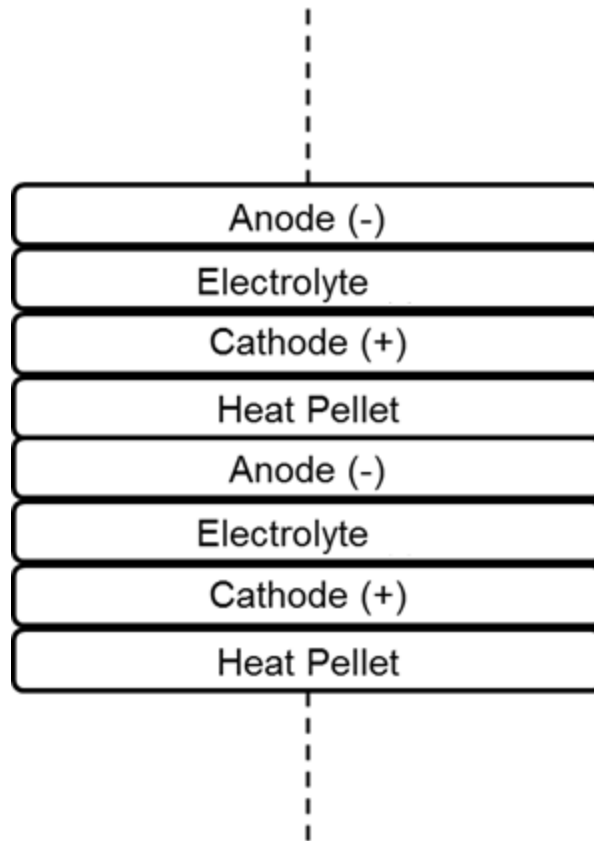 Anode (-)
Electrolyte
Cathode (+)
Heat Pellet
Anode (-)
Electrolyte
Cathode (+)
Heat Pellet